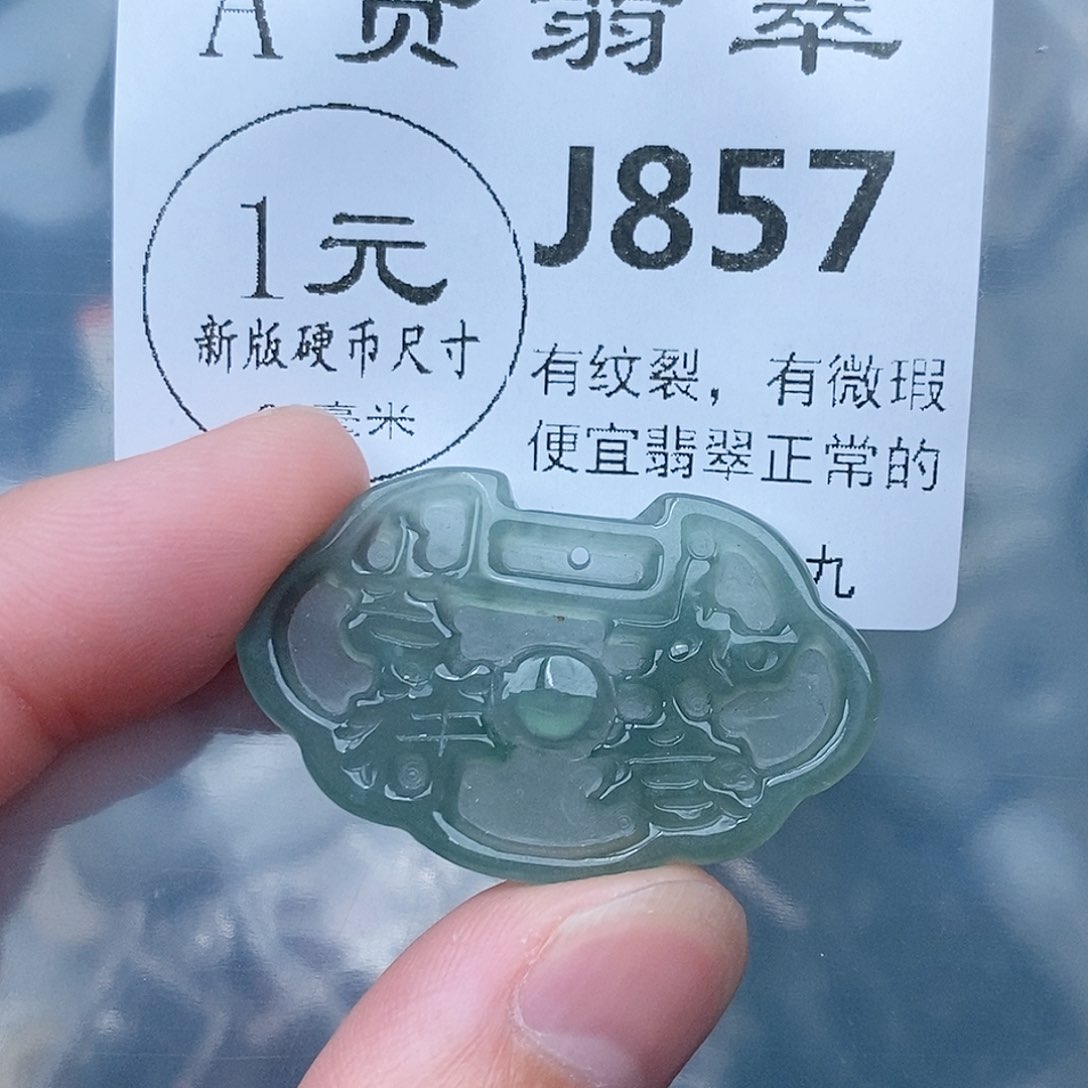 A货翡翠
J857
1元
新版硬币尺寸
毫米
有纹裂，有微瑕
便宜翡翠正常的
九